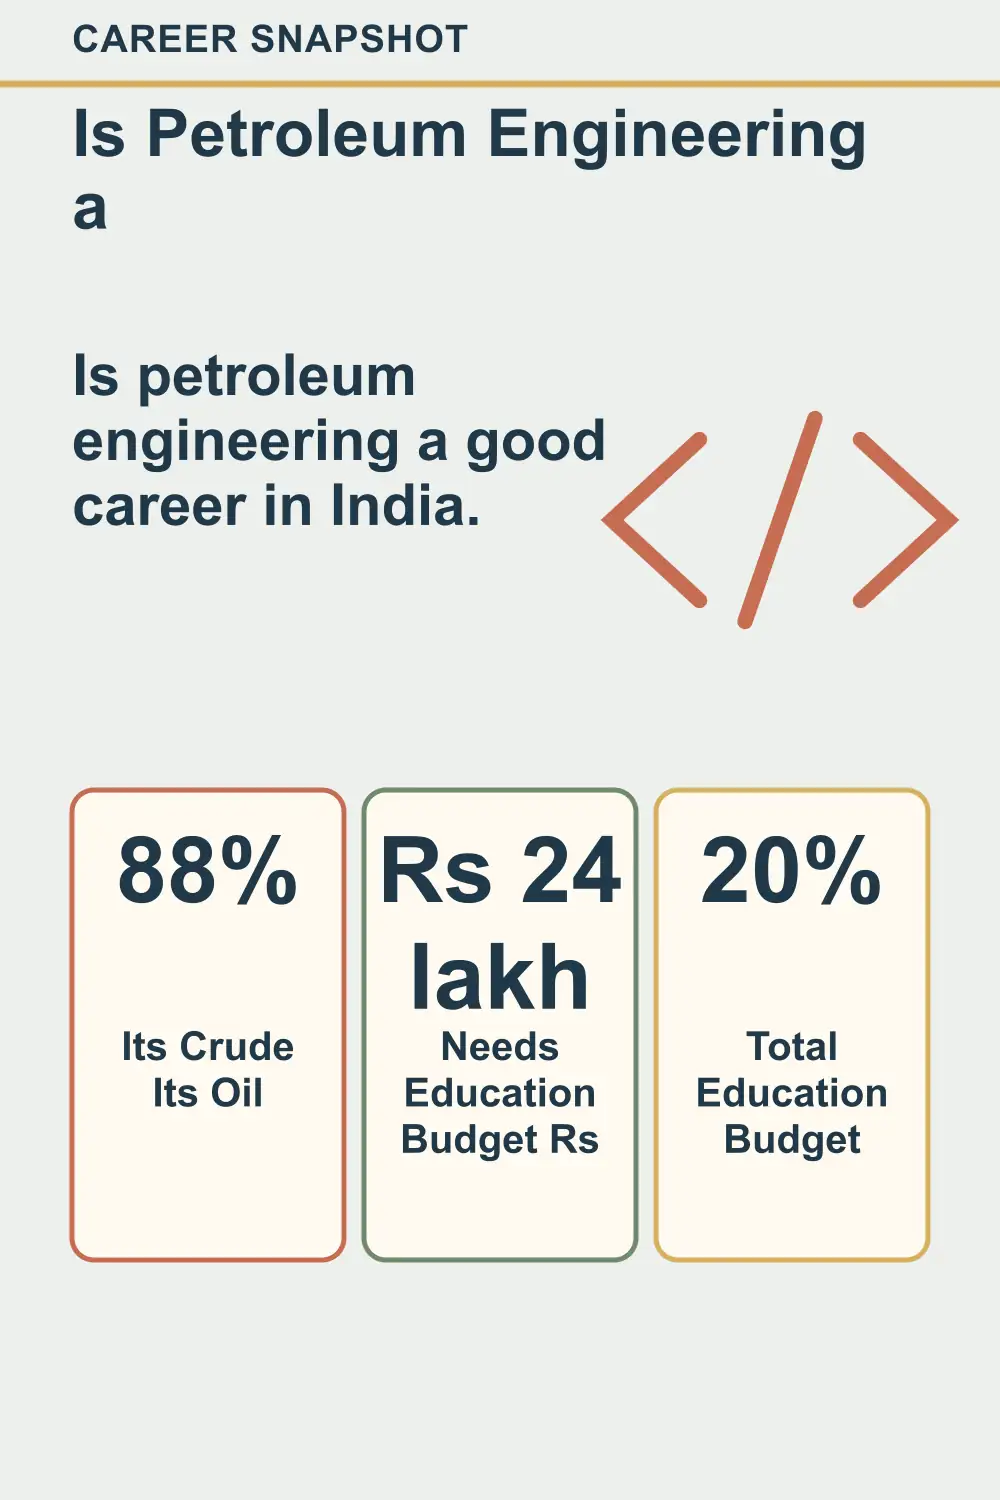 CAREER SNAPSHOT
Is Petroleum Engineering
a
Is petroleum
engineering a good
career in India.
88%
Its Crude
Its Oil
Rs 24
lakh
Needs
Education
Budget Rs
20%
Total
Education
Budget